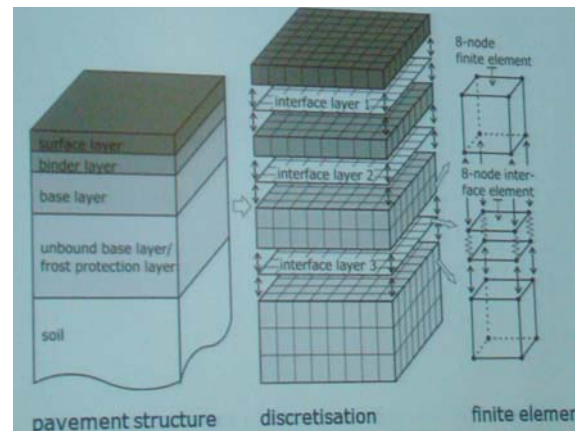 surface layer
binder layer
base layer
unbound base layer/
frost protection layer
soil
pavement structure
interface layer 1
interface layer 2
interface layer 3
discretisation
8-node
finite element
8-node inter-
face element
finite elemen